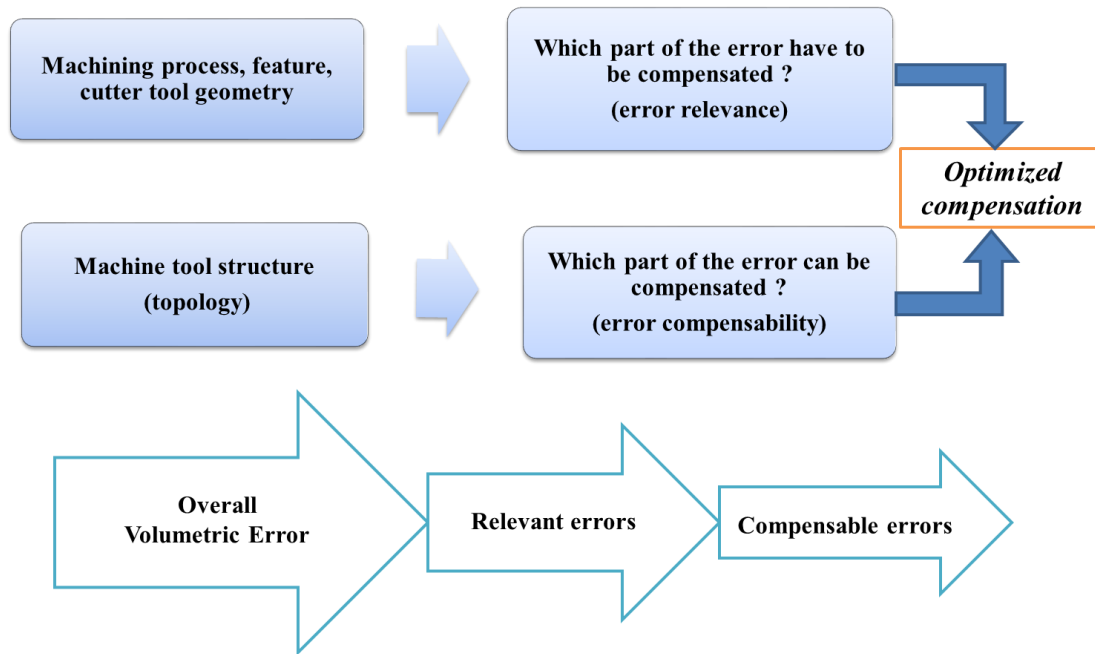 Machining process, feature,
cutter tool geometry
Which part of the error have to
be compensated ?
(error relevance)
Optimized
compensation
Machine tool structure
(topology)
Which part of the error can be
compensated ?
(error compensability)
Overall
Volumetric Error
Relevant errors
Compensable errors